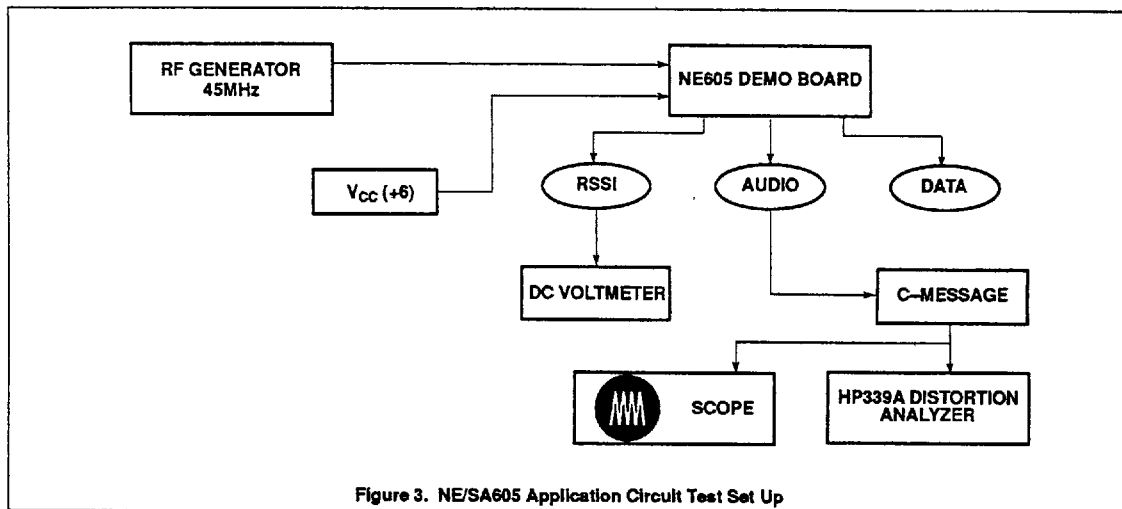 RF GENERATOR
45MHz
NE605 DEMO BOARD
VCC (+6)
RSSI
AUDIO
DATA
DC VOLTMETER
C–MESSAGE
SCOPE
HP339A DISTORTION
ANALYZER
Figure 3. NE/SA605 Application Circuit Test Set Up